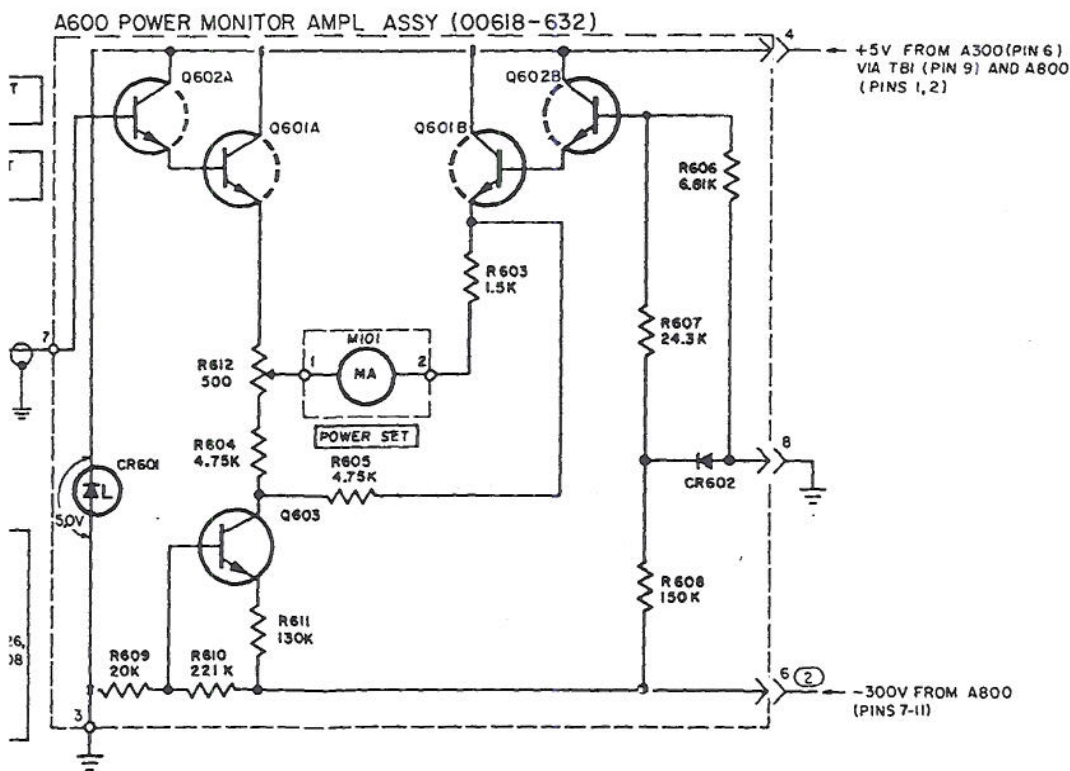 A600 POWER MONITOR AMPL ASSY (00618-632)
4
+5V FROM A300(PIN 6)
VIA TB1 (PIN 9) AND A800
(PINS 1,2)
Q602A
Q602B
T
Q601A
Q601B
T
R606
6.81K
R603
1.5K
7
R607
24.3K
M101
R612
500
1
MA
2
POWER SET
R604
4.75K
R605
4.75K
8
CR601
CR602
5.0V
Q603
R608
150K
R611
130K
26,
08
R609
20K
R610
221K
6
2
-300V FROM A800
(PINS 7-11)
3